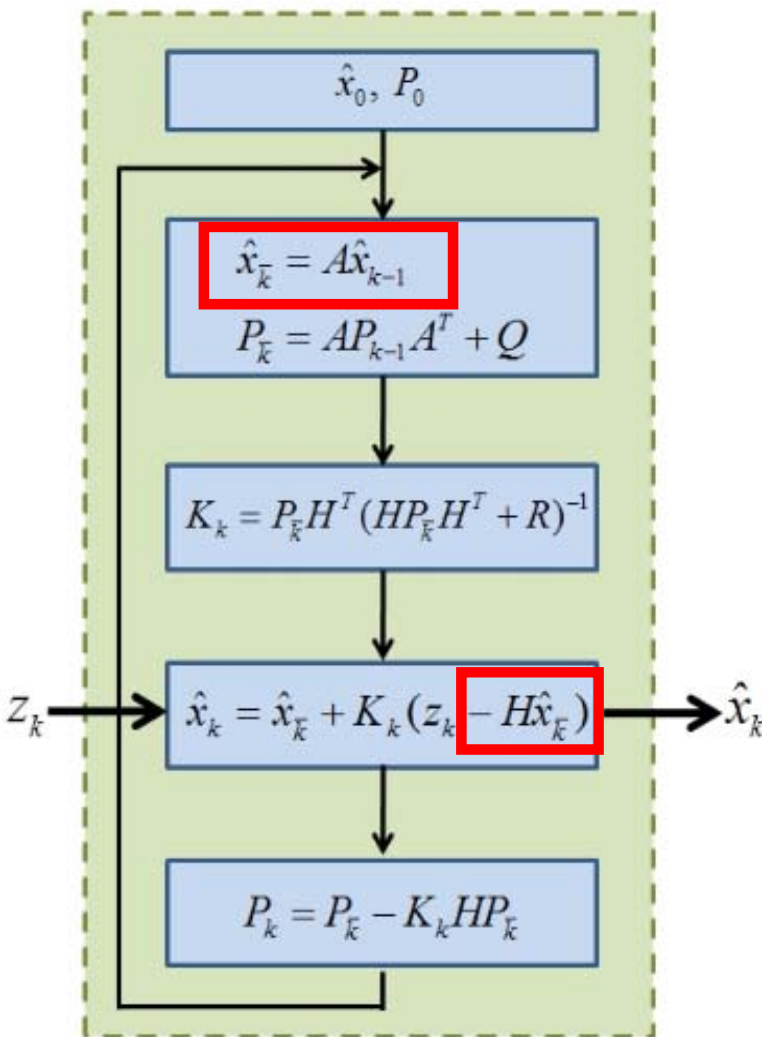 x̂₀, P₀
x̂_k̄ = Ax̂_{k−1}
P_k̄ = AP_{k−1}A^T + Q
K_k = P_k̄H^T(HP_k̄H^T + R)^{−1}
z_k
x̂_k = x̂_k̄ + K_k(z_k − Hx̂_k̄)
x̂_k
P_k = P_k̄ − K_kHP_k̄